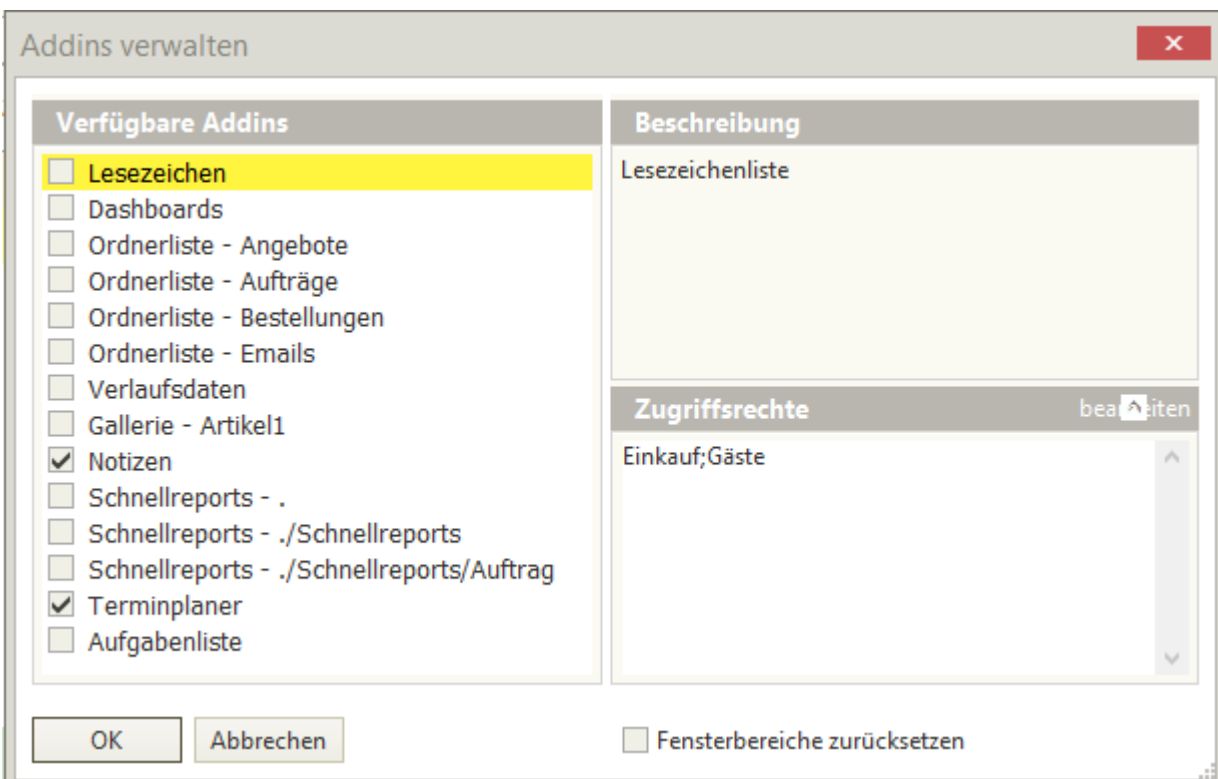 Addins verwalten
Verfügbare Addins
Lesezeichen
Dashboards
Ordnerliste - Angebote
Ordnerliste - Aufträge
Ordnerliste - Bestellungen
Ordnerliste - Emails
Verlaufsdaten
Gallerie - Artikel1
Notizen
Schnellreports - .
Schnellreports - ./Schnellreports
Schnellreports - ./Schnellreports/Auftrag
Terminplaner
Aufgabenliste
Beschreibung
Lesezeichenliste
Zugriffsrechte bearbeiten
Einkauf;Gäste
OK Abbrechen Fensterbereiche zurücksetzen